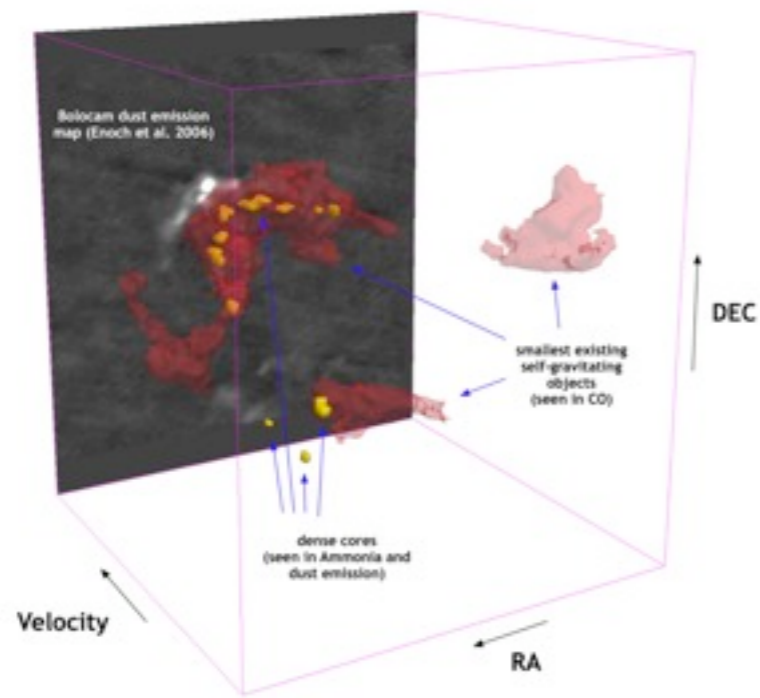 Bolocam dust emission
map (Enoch et al. 2006)
DEC
smallest existing
self-gravitating
objects
(seen in CO)
dense cores
(seen in Ammonia and
dust emission)
Velocity
RA